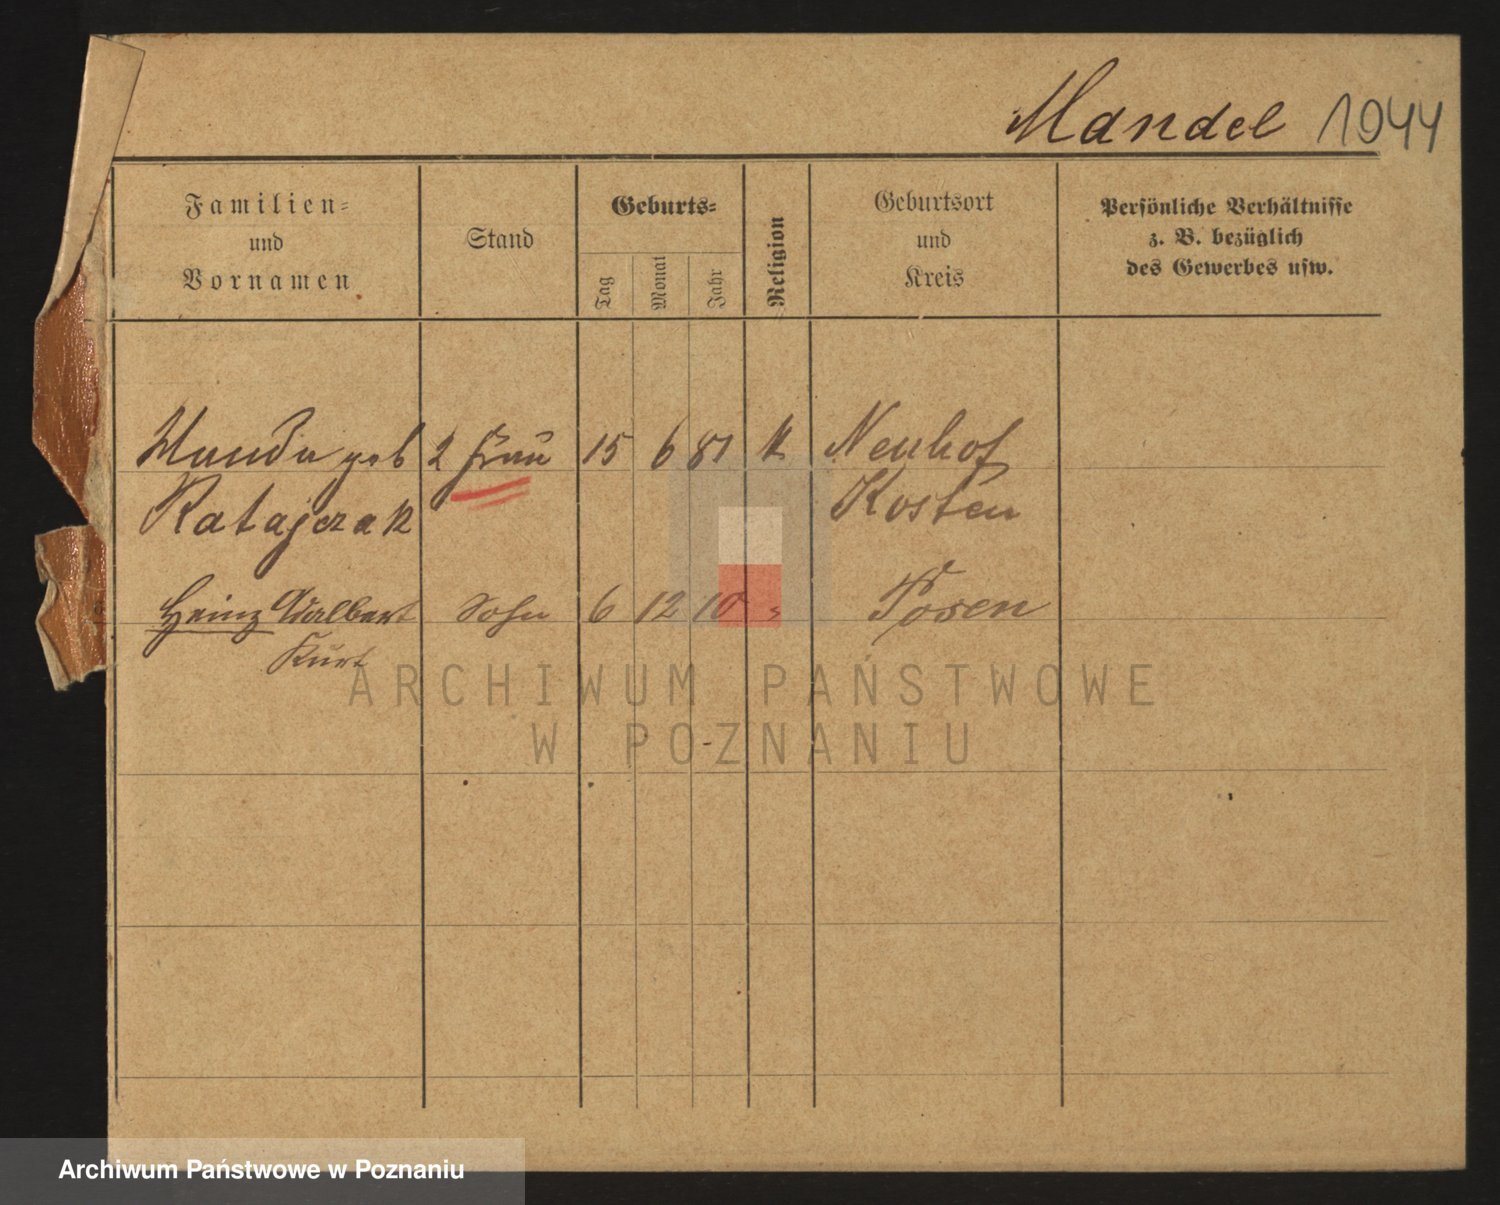 Mandel 1944
Familien=
und
Vornamen
Stand
Geburts=
Tag
Monat
Jahr
Religion
Geburtsort
und
Kreis
Persönliche Verhältnisse
z. B. bezüglich
des Gewerbes usw.
Wanda geb 2 Frau 15 6 81 k Neuhof
Ratajczak Kosten
Heinz Adalbert Sohn 6 12 10 " Posen
Kurt
ARCHIWUM PAŃSTWOWE
W POZNANIU
Archiwum Państwowe w Poznaniu